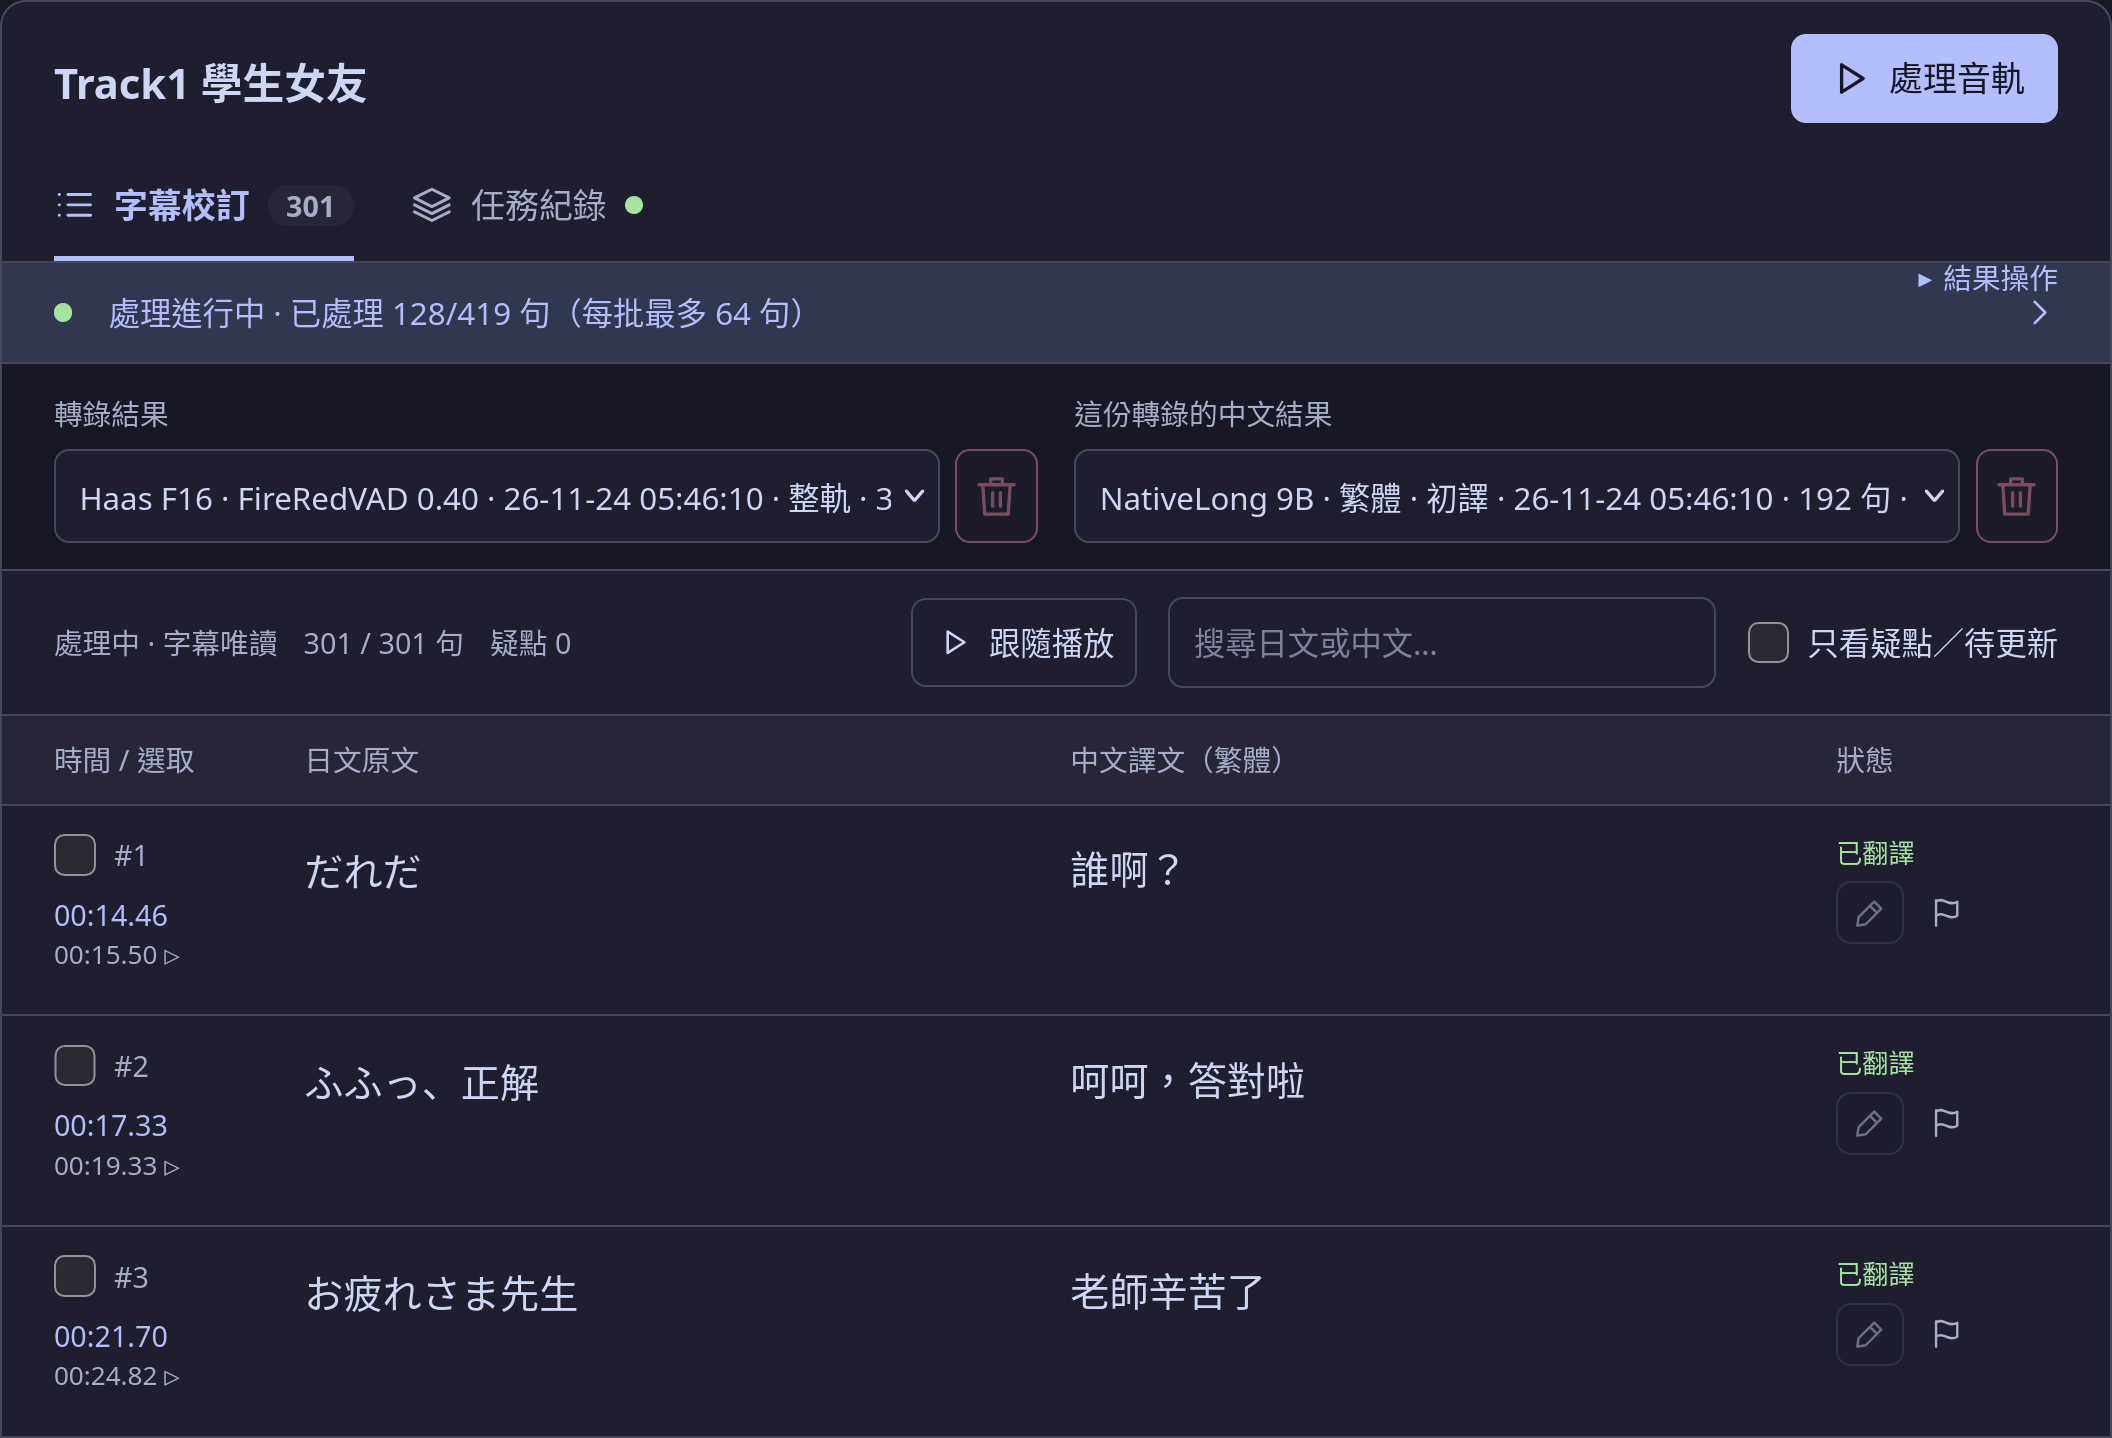 Track1 學生女友
處理音軌
字幕校訂 301 任務紀錄
▸ 結果操作
處理進行中 · 已處理 128/419 句（每批最多 64 句）
轉錄結果
這份轉錄的中文結果
Haas F16 · FireRedVAD 0.40 · 26-11-24 05:46:10 · 整軌 · 3
NativeLong 9B · 繁體 · 初譯 · 26-11-24 05:46:10 · 192 句 ·
處理中 · 字幕唯讀 301 / 301 句 疑點 0
跟隨播放
搜尋日文或中文...
只看疑點／待更新
時間 / 選取 日文原文 中文譯文（繁體） 狀態
#1
だれだ
誰啊？
已翻譯
00:14.46
00:15.50 ▷
#2
ふふっ、正解
呵呵，答對啦
已翻譯
00:17.33
00:19.33 ▷
#3
お疲れさま先生
老師辛苦了
已翻譯
00:21.70
00:24.82 ▷